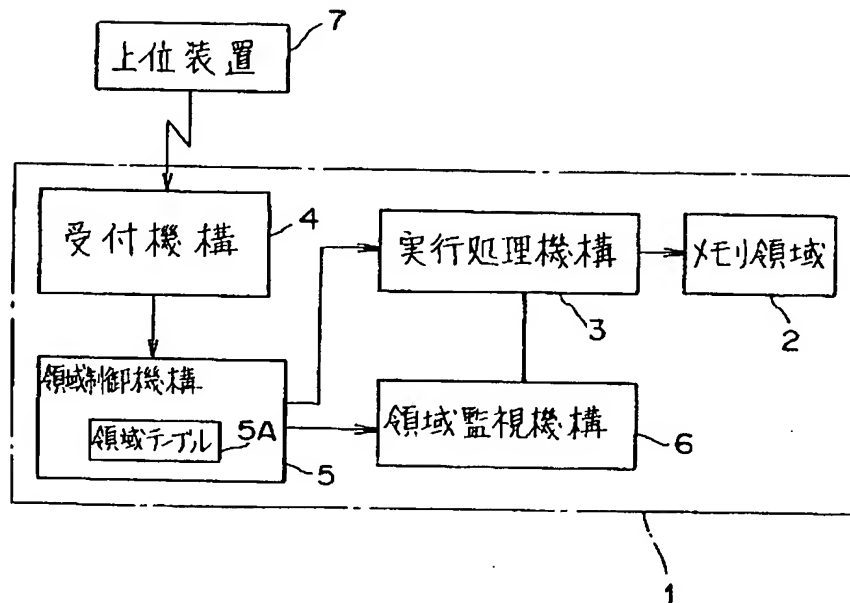 7
上位装置
受付機構
4
実行処理機構
3
メモリ領域
2
領域制御機構
領域テーブル
5A
5
領域監視機構
6
1